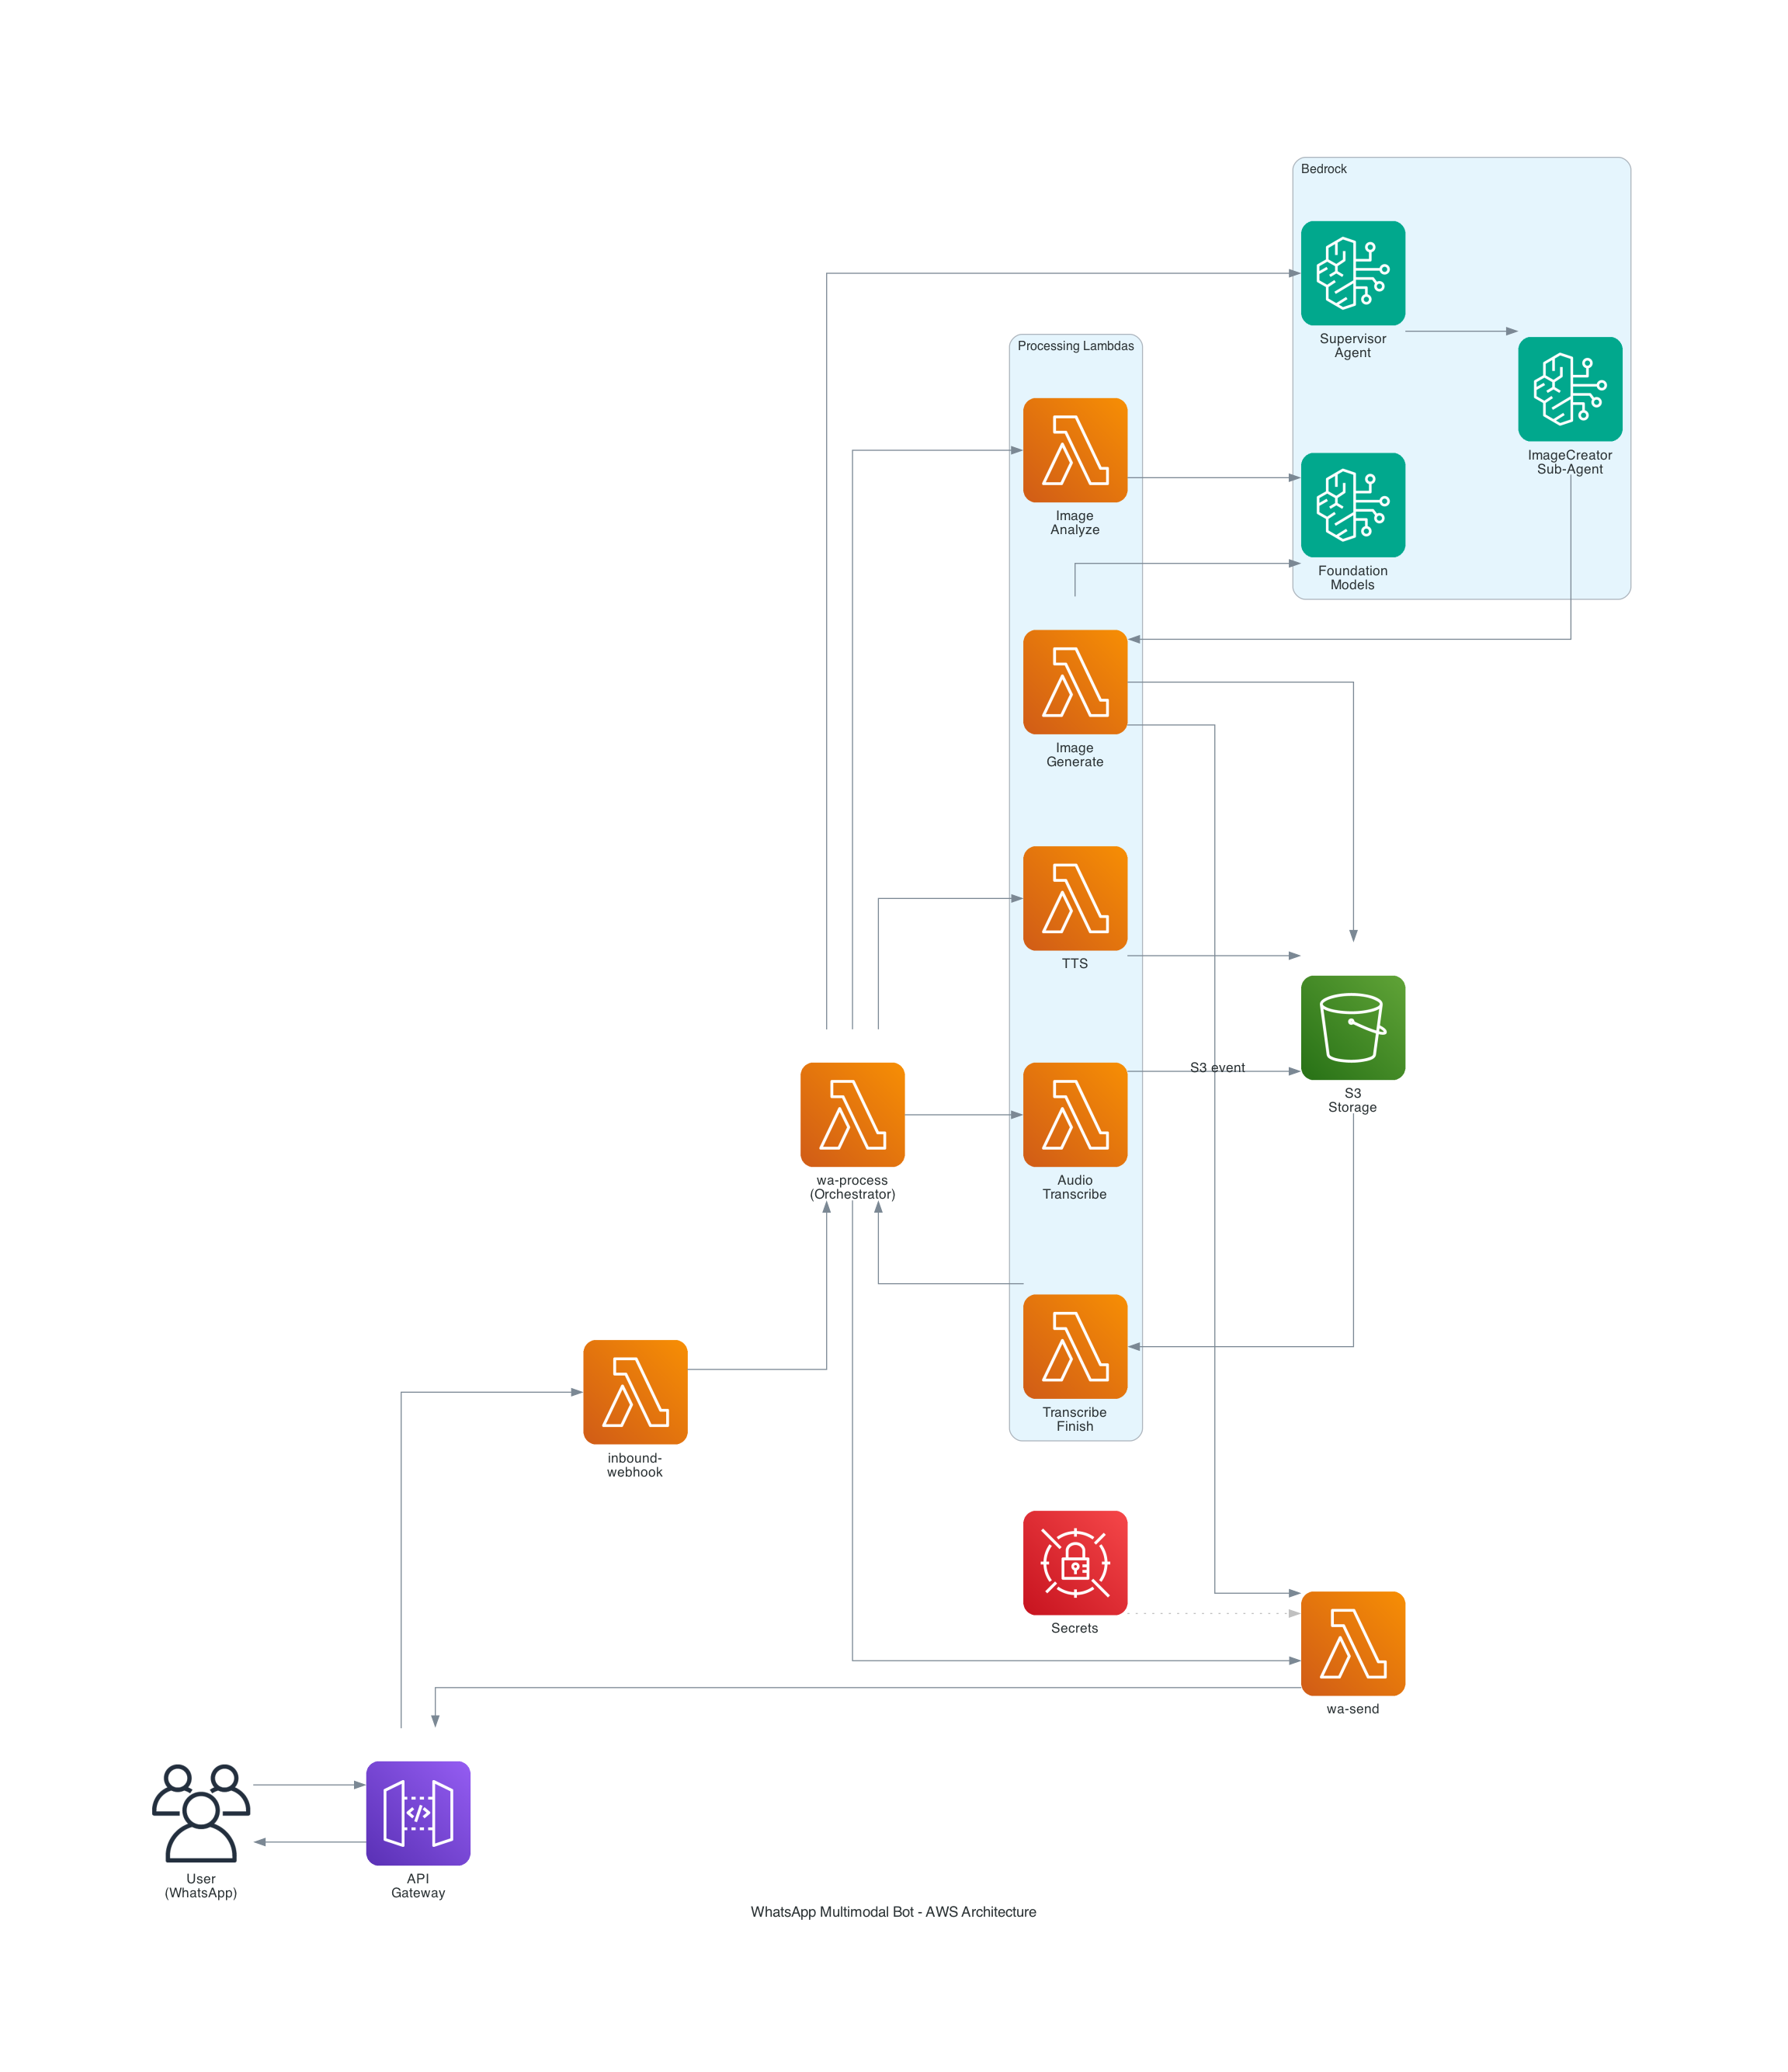 Bedrock
Supervisor
Agent
Processing Lambdas
ImageCreator
Sub-Agent
Image
Analyze
Foundation
Models
Image
Generate
TTS
S3 event
S3
Storage
wa-process
(Orchestrator)
Audio
Transcribe
Transcribe
Finish
inbound-
webhook
Secrets
wa-send
User
(WhatsApp)
API
Gateway
WhatsApp Multimodal Bot - AWS Architecture